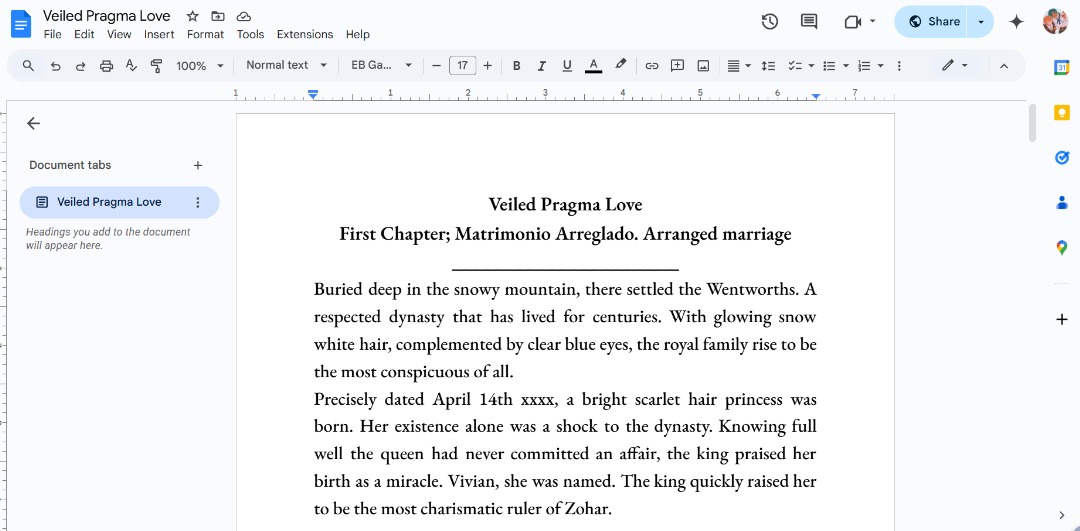 Veiled Pragma Love
File Edit View Insert Format Tools Extensions Help
Share
100% Normal text EB Ga... 17 B I U A
1 1 2 3 4 5 6 7
31
Document tabs
Veiled Pragma Love
Headings you add to the document
will appear here.
Veiled Pragma Love
First Chapter; Matrimonio Arreglado. Arranged marriage
Buried deep in the snowy mountain, there settled the Wentworths. A
respected dynasty that has lived for centuries. With glowing snow
white hair, complemented by clear blue eyes, the royal family rise to be
the most conspicuous of all.
Precisely dated April 14th xxxx, a bright scarlet hair princess was
born. Her existence alone was a shock to the dynasty. Knowing full
well the queen had never committed an affair, the king praised her
birth as a miracle. Vivian, she was named. The king quickly raised her
to be the most charismatic ruler of Zohar.